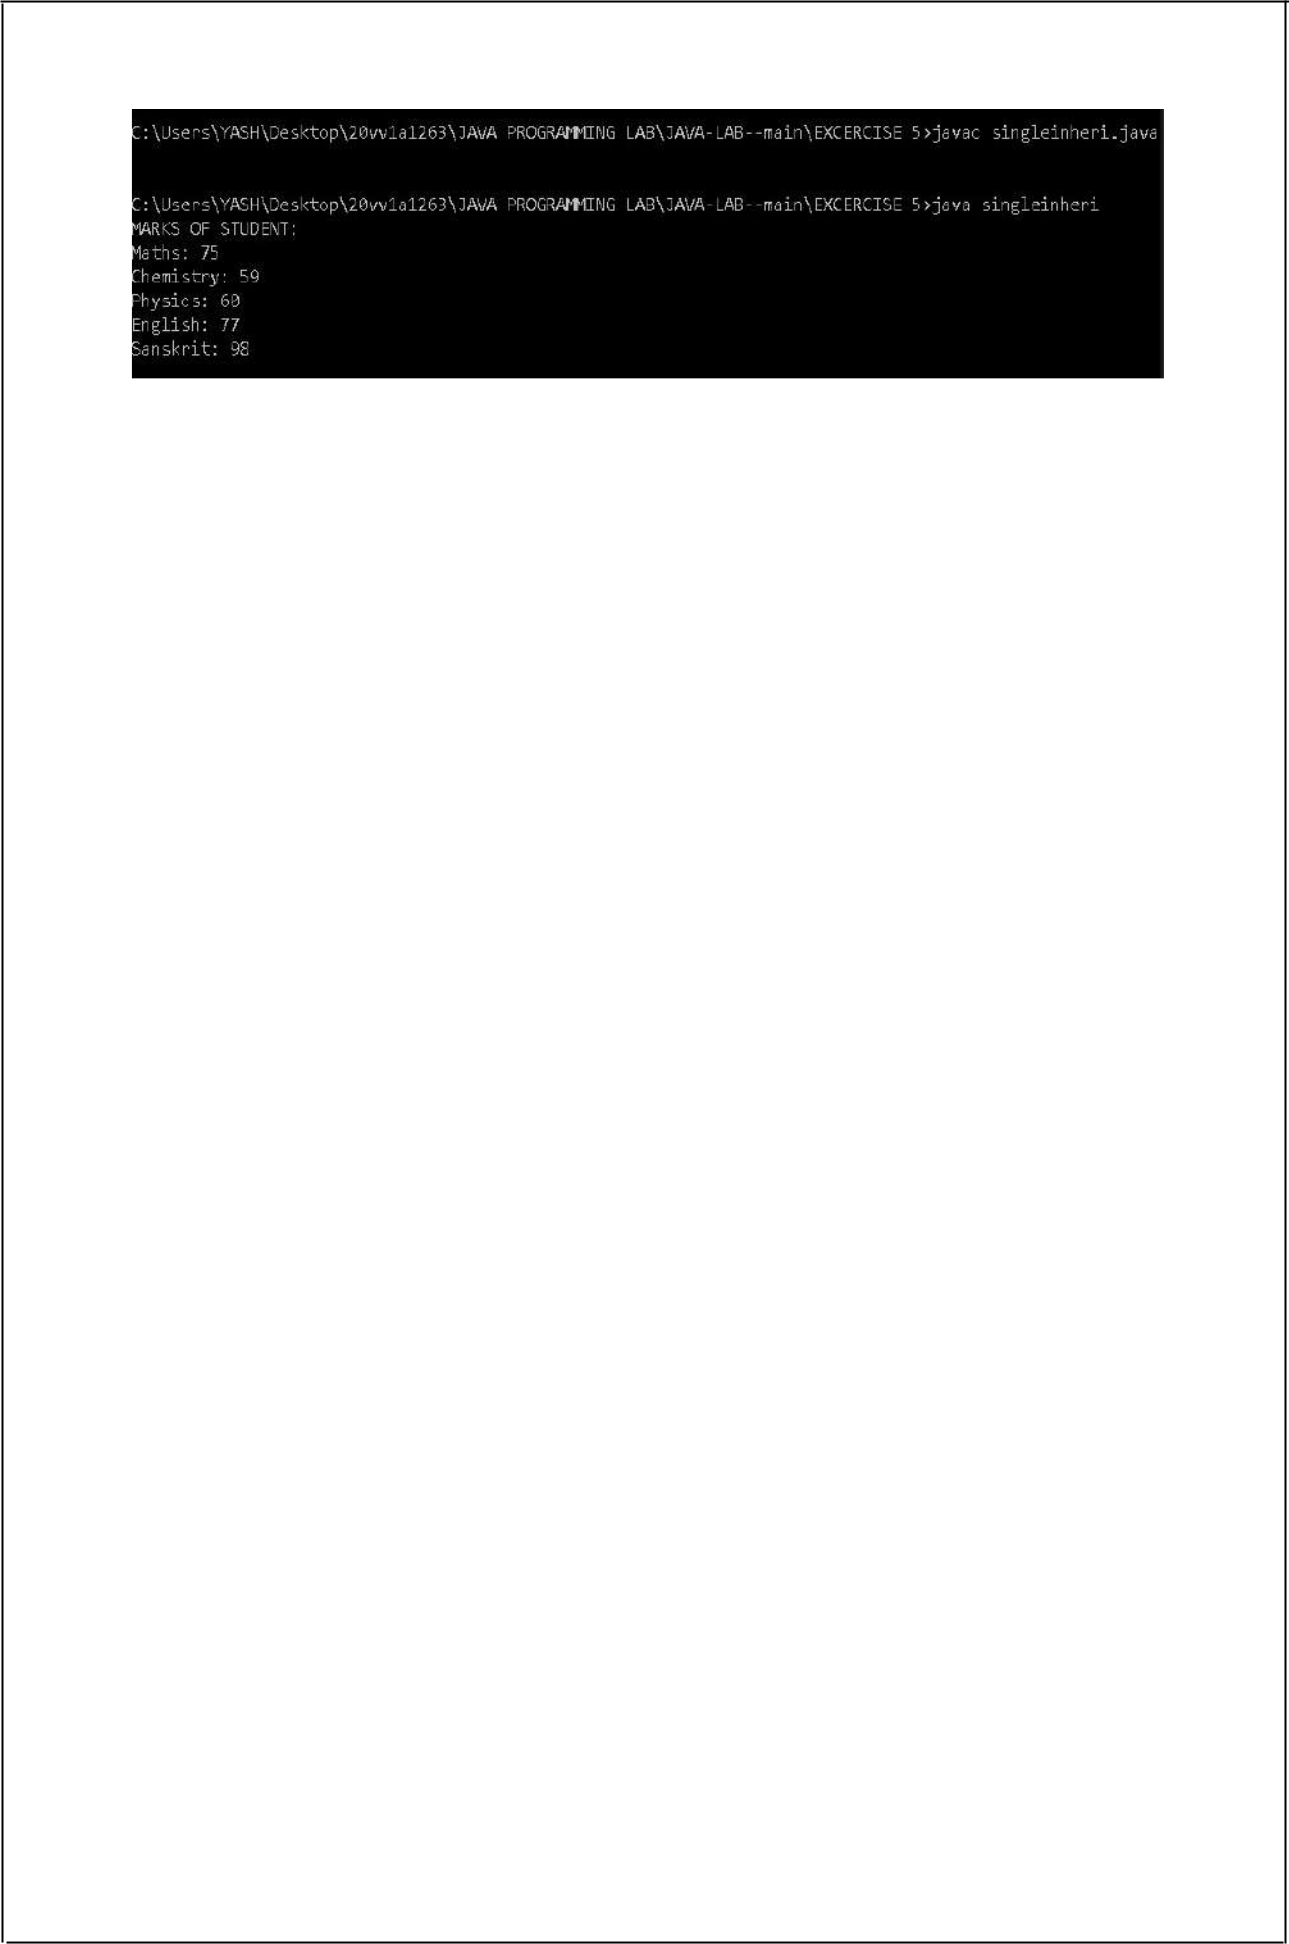 C:\Users\YASH\Desktop\20vv1a1263\JAVA PROGRAMMING LAB\JAVA-LAB--main\EXCERCISE 5>javac singleinheri.java
C:\Users\YASH\Desktop\20vv1a1263\JAVA PROGRAMMING LAB\JAVA-LAB--main\EXCERCISE 5>java singleinheri
MARKS OF STUDENT:
Maths: 75
Chemistry: 59
Physics: 60
English: 77
Sanskrit: 98